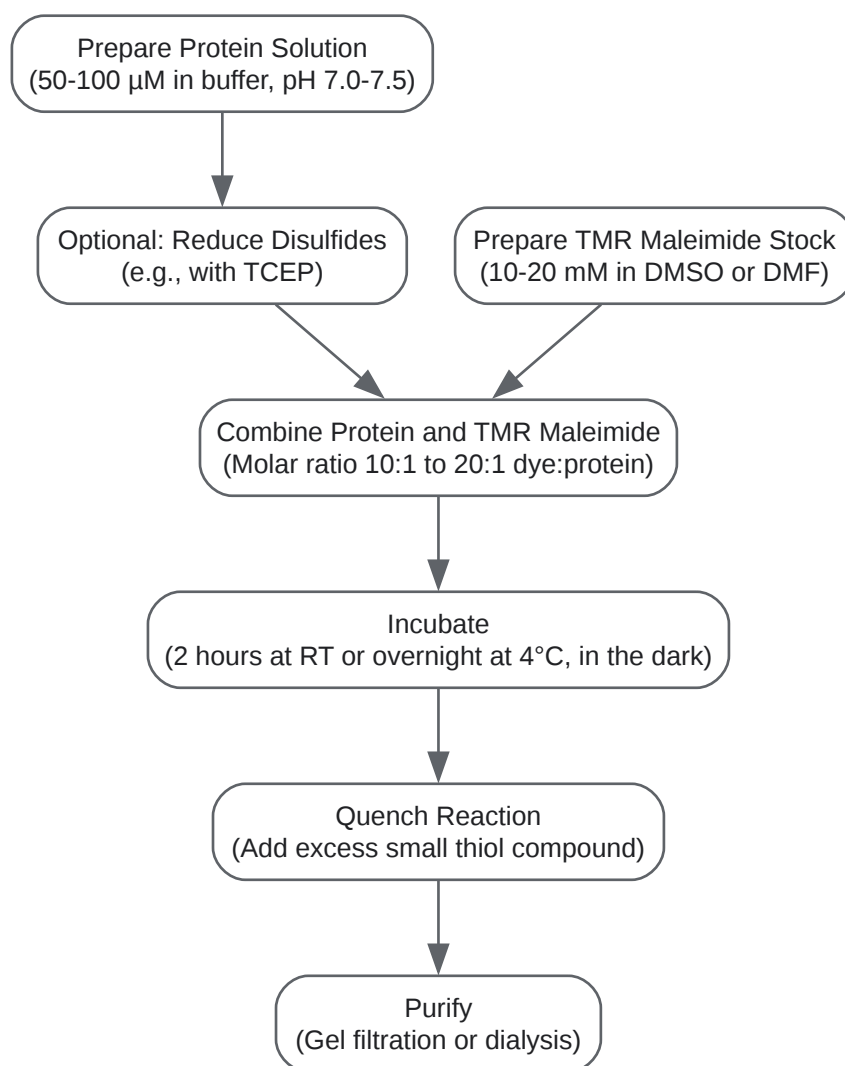 Prepare Protein Solution
(50-100 µM in buffer, pH 7.0-7.5)
Optional: Reduce Disulfides
(e.g., with TCEP)
Prepare TMR Maleimide Stock
(10-20 mM in DMSO or DMF)
Combine Protein and TMR Maleimide
(Molar ratio 10:1 to 20:1 dye:protein)
Incubate
(2 hours at RT or overnight at 4°C, in the dark)
Quench Reaction
(Add excess small thiol compound)
Purify
(Gel filtration or dialysis)